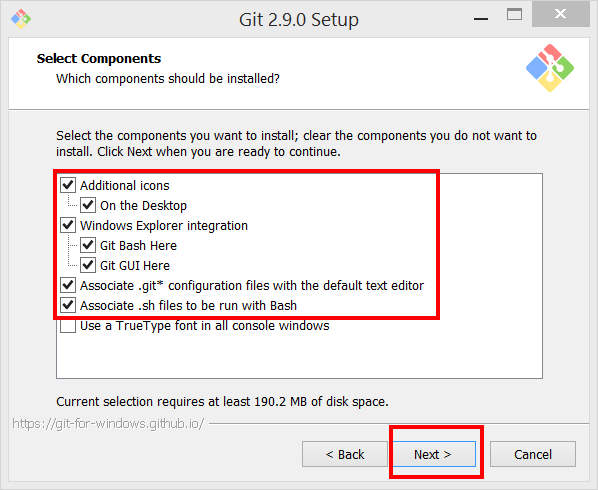 Git 2.9.0 Setup
Select Components
Which components should be installed?
Select the components you want to install; clear the components you do not want to
install. Click Next when you are ready to continue.
Additional icons
On the Desktop
Windows Explorer integration
Git Bash Here
Git GUI Here
Associate .git* configuration files with the default text editor
Associate .sh files to be run with Bash
Use a TrueType font in all console windows
Current selection requires at least 190.2 MB of disk space.
https://git-for-windows.github.io/
< Back
Next >
Cancel